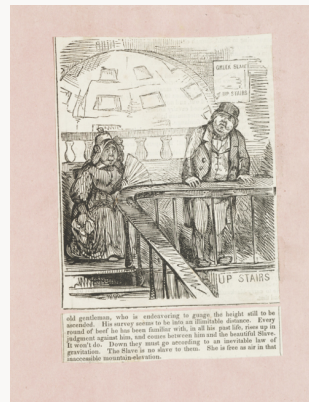 GREEK SLAVE
UP STAIRS
UP STAIRS
old gentleman, who is endeavouring to gauge the height still to be
ascended. His survey seems to be into an illimitable distance. Every
round of beef he has been familiar with, in all his past life, rises up in
judgment against him, and comes between him and the beautiful Slave.
It won't do. Down they must go according to an inevitable law of
gravitation. The Slave is no slave to them. She is free as air in that
inaccessible mountain-elevation.